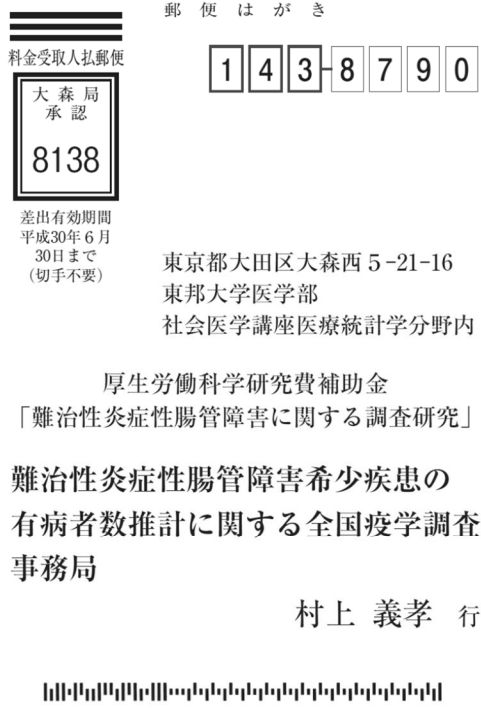 郵便はがき
料金受取人払郵便
143-8790
大森局
承認
8138
差出有効期間
平成30年6月
30日まで
(切手不要)
東京都大田区大森西5-21-16
東邦大学医学部
社会医学講座医療統計学分野内
厚生労働科学研究費補助金
「難治性炎症性腸管障害に関する調査研究」
難治性炎症性腸管障害希少疾患の
有病者数推計に関する全国疫学調査
事務局
村上 義孝 行